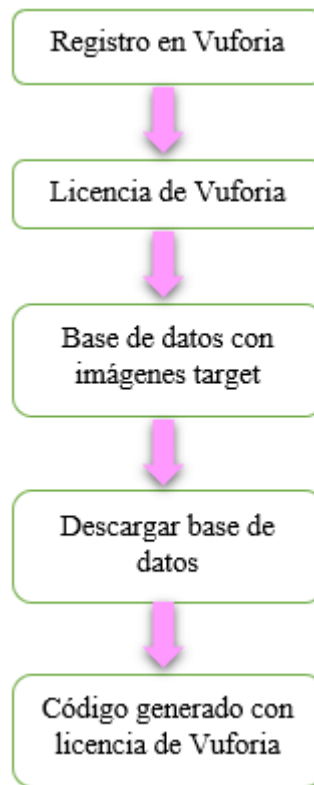 Registro en Vuforia
Licencia de Vuforia
Base de datos con
imágenes target
Descargar base de
datos
Código generado con
licencia de Vuforia